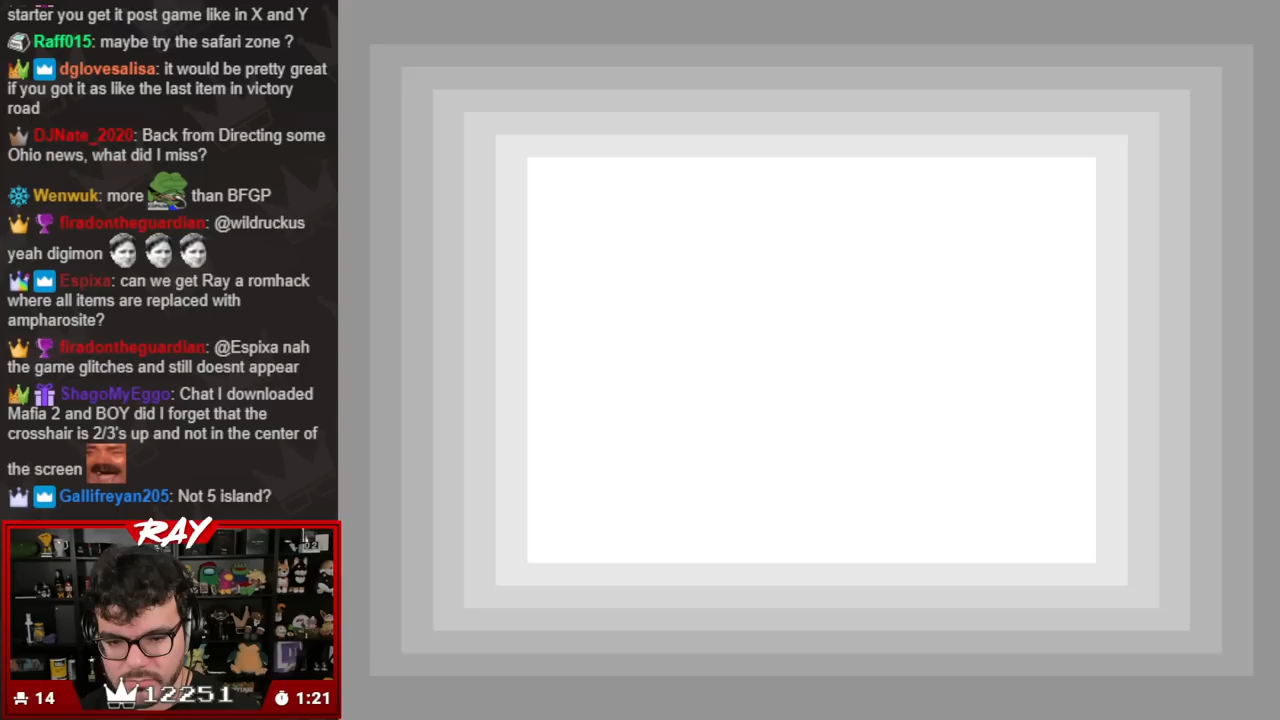 starter you get it post game like in X and Y
Raff015: maybe try the safari zone ?
dglovesalisa: it would be pretty great
if you got it as like the last item in victory
road
DJNate_2020: Back from Directing some
Ohio news, what did I miss?
Wenwuk: more than BFGP
firadontheguardian: @wildruckus
yeah digimon
Espixa: can we get Ray a romhack
where all items are replaced with
ampharosite?
firadontheguardian: @Espixa nah
the game glitches and still doesnt appear
ShagoMyEggo: Chat I downloaded
Mafia 2 and BOY did I forget that the
crosshair is 2/3's up and not in the center of
the screen
Gallifreyan205: Not 5 island?
RAY
14 12251 1:21